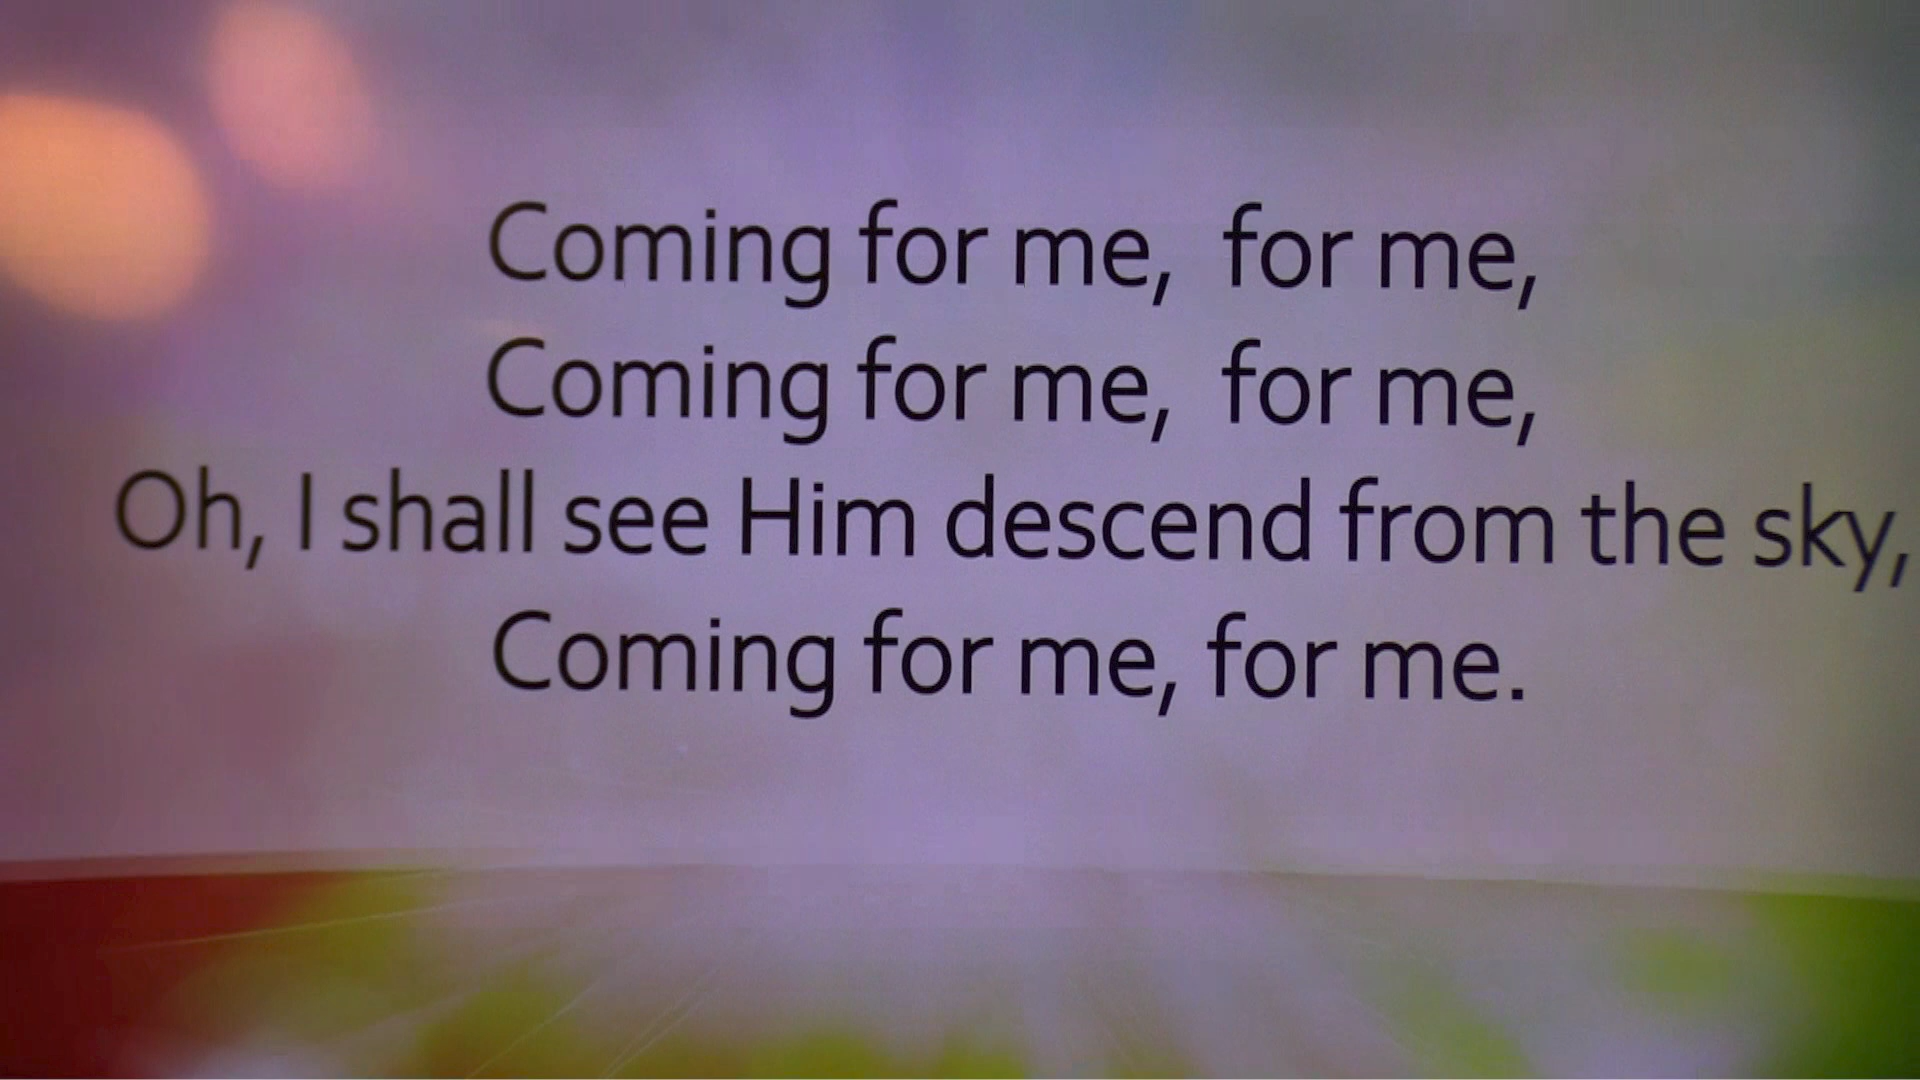 Coming for me,  for me,
Coming for me,  for me,
Oh, I shall see Him descend from the sky,
Coming for me, for me.